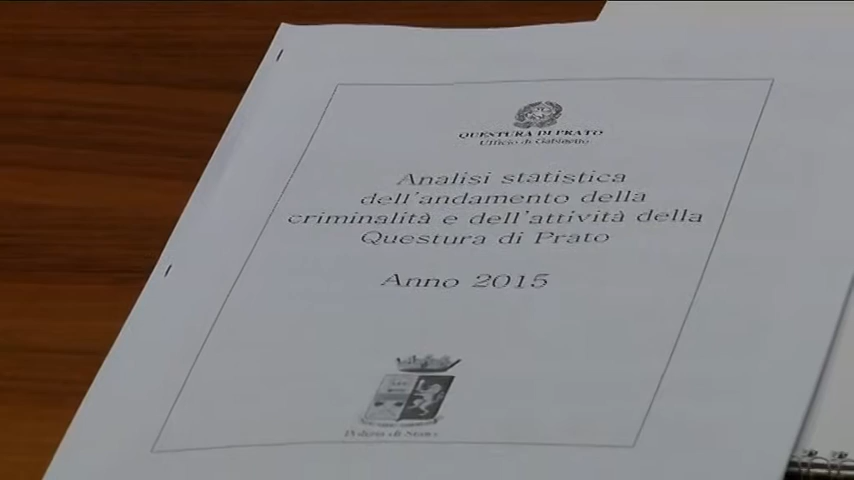 QUESTURA DI PRATO
Ufficio di Gabinetto
Analisi statistica
dell'andamento della
criminalità e dell'attività della
Questura di Prato
Anno 2015
Polizia di Stato